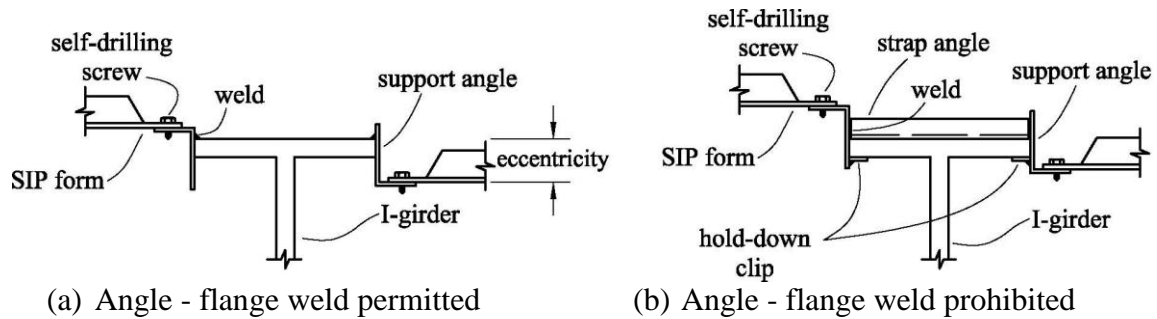 self-drilling
screw
weld
support angle
eccentricity
SIP form
I-girder
(a) Angle - flange weld permitted
self-drilling
screw
strap angle
weld
support angle
SIP form
hold-down
clip
I-girder
(b) Angle - flange weld prohibited